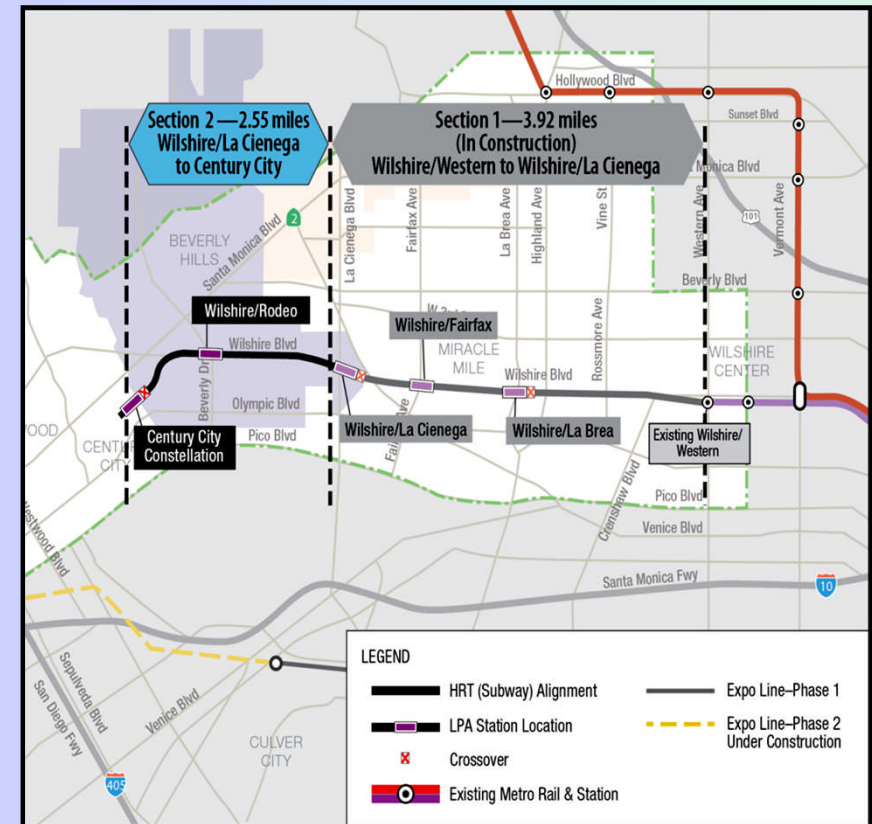 Hollywood Blvd
Section 2—2.55 miles
Wilshire/La Cienega
to Century City
Section 1—3.92 miles
(In Construction)
Wilshire/Western to Wilshire/La Cienega
Sunset Blvd
Monica Blvd
101
2
Santa Monica Blvd
La Cienega Blvd
Fairfax Ave
La Brea Ave
Highland Ave
Vine St
Western Ave
Vermont Ave
BEVERLY
HILLS
Beverly Blvd
Wilshire/Rodeo
Wilshire/Fairfax
Rossmore Ave
Wilshire Blvd
MIRACLE
MILE
WILSHIRE
CENTER
Wilshire Blvd
Beverly Dr
Olympic Blvd
Century City
Constellation
Pico Blvd
Wilshire/La Cienega
Wilshire/La Brea
Existing Wilshire/
Western
CITY
Crenshaw Blvd
Pico Blvd
Venice Blvd
Westwood Blvd
Santa Monica Fwy
10
Sepulveda Blvd
San Diego Fwy
Venice Blvd
CULVER
CITY
405
LEGEND
HRT (Subway) Alignment
LPA Station Location
Crossover
Existing Metro Rail & Station
Expo Line–Phase 1
Expo Line–Phase 2
Under Construction